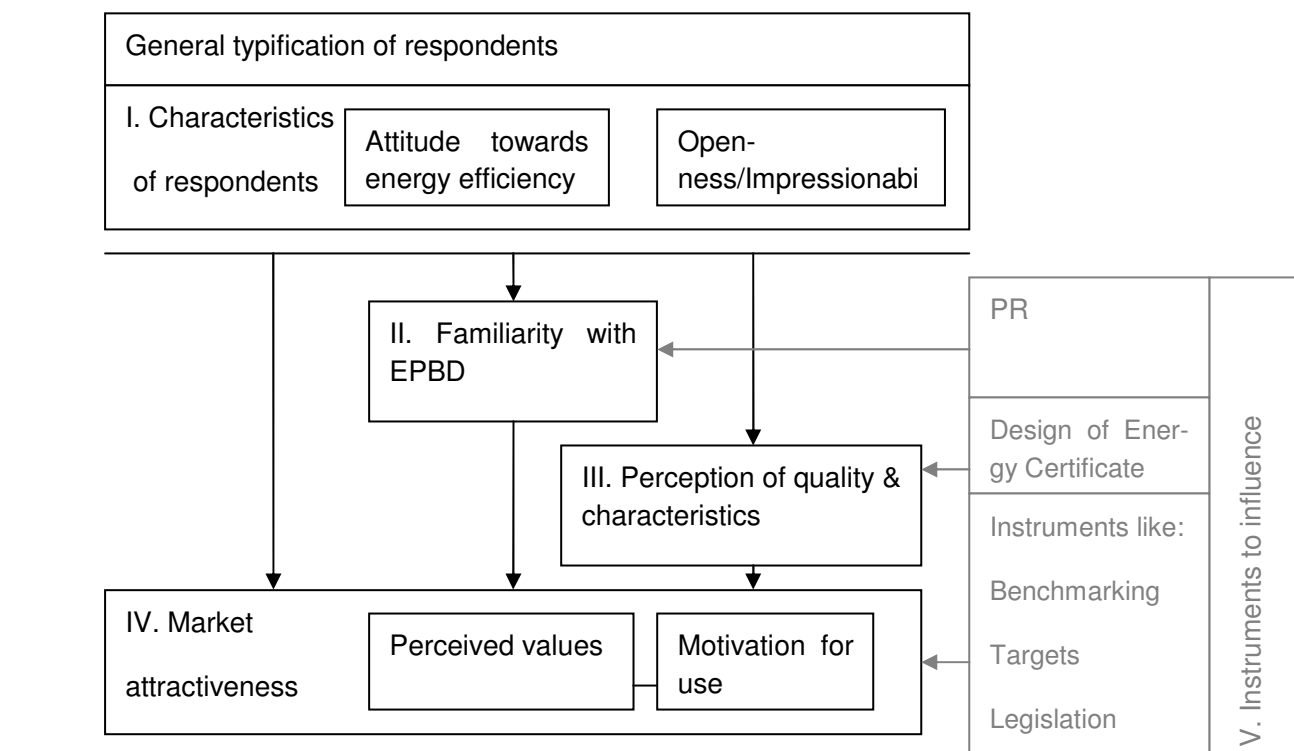 General typification of respondents
I. Characteristics
of respondents
Attitude towards
energy efficiency
Open-
ness/Impressionabi
II. Familiarity with
EPBD
III. Perception of quality &
characteristics
IV. Market
attractiveness
Perceived values
Motivation for
use
PR
Design of Ener-
gy Certificate
Instruments like:
Benchmarking
Targets
Legislation
V. Instruments to influence